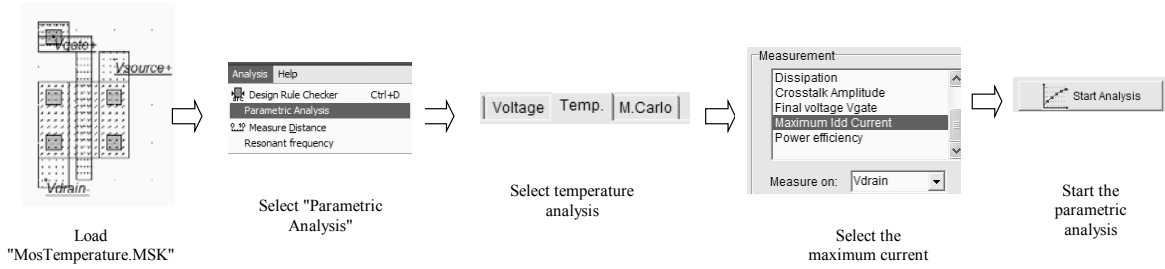 Vgate+
Vsource+
Vdrain-
Load
"MosTemperature.MSK"
Analysis Help
DRC Design Rule Checker Ctrl+D
Parametric Analysis
Measure Distance
Resonant frequency
Select "Parametric
Analysis"
Voltage Temp. M.Carlo
Select temperature
analysis
Measurement
Dissipation
Crosstalk Amplitude
Final voltage Vgate
Maximum Idd Current
Power efficiency
Measure on: Vdrain
Select the
maximum current
Start Analysis
Start the
parametric
analysis